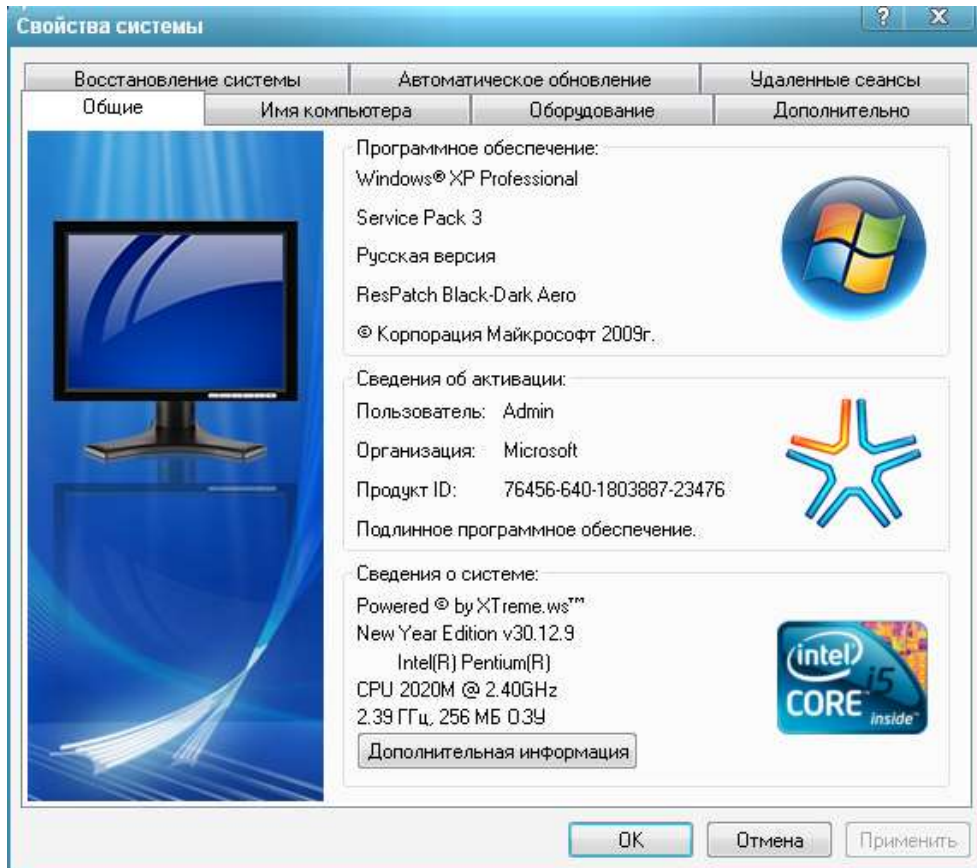 Свойства системы
Восстановление системы
Автоматическое обновление
Удаленные сеансы
Общие
Имя компьютера
Оборудование
Дополнительно
Программное обеспечение:
Windows® XP Professional
Service Pack 3
Русская версия
ResPatch Black-Dark Aero
© Корпорация Майкрософт 2009г.
Сведения об активации:
Пользователь: Admin
Организация: Microsoft
Продукт ID: 76456-640-1803887-23476
Подлинное программное обеспечение.
Сведения о системе:
Powered © by XTreme.ws™
New Year Edition v30.12.9
Intel(R) Pentium(R)
CPU 2020M @ 2.40GHz
2.39 ГГц, 256 МБ ОЗУ
Дополнительная информация
intel
CORE i5
inside™
OK
Отмена
Применить